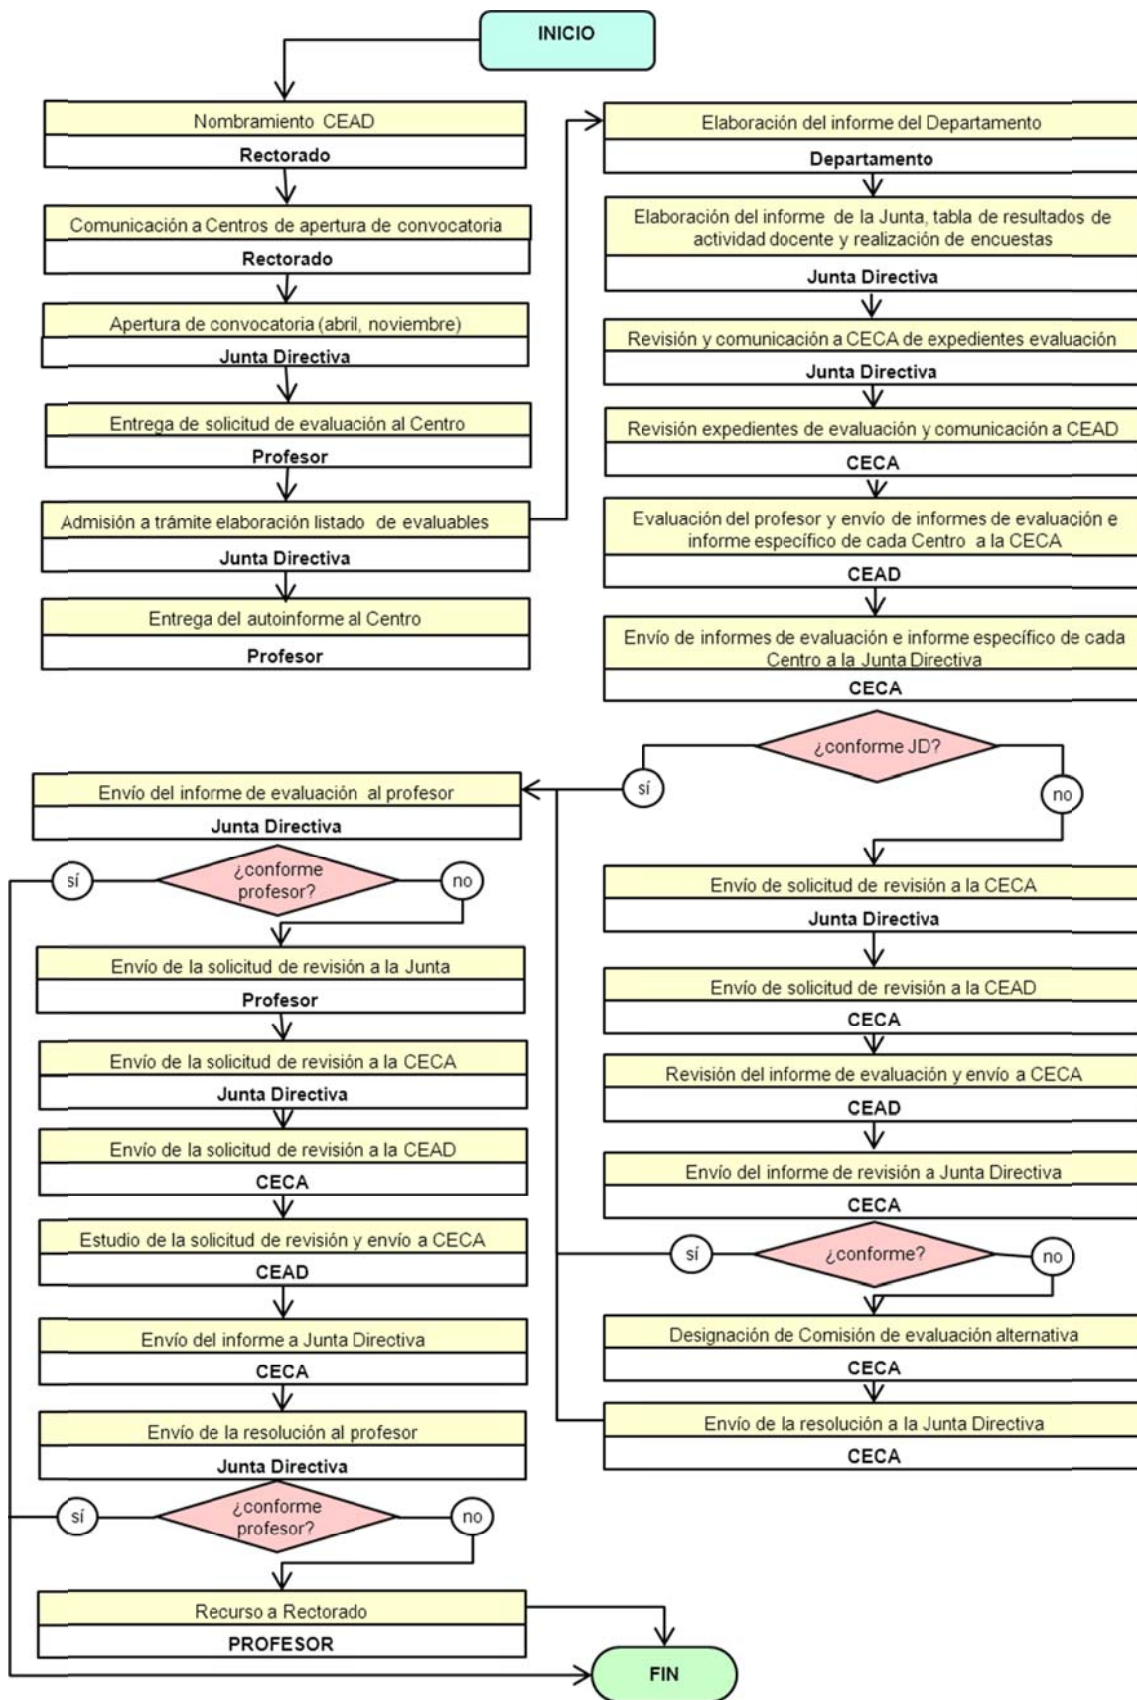 INICIO
Nombramiento CEAD
Rectorado
Comunicación a Centros de apertura de convocatoria
Rectorado
Apertura de convocatoria (abril, noviembre)
Junta Directiva
Entrega de solicitud de evaluación al Centro
Profesor
Admisión a trámite elaboración listado de evaluables
Junta Directiva
Entrega del autoinforme al Centro
Profesor
Elaboración del informe del Departamento
Departamento
Elaboración del informe de la Junta, tabla de resultados de
actividad docente y realización de encuestas
Junta Directiva
Revisión y comunicación a CECA de expedientes evaluación
Junta Directiva
Revisión expedientes de evaluación y comunicación a CEAD
CECA
Evaluación del profesor y envío de informes de evaluación e
informe específico de cada Centro a la CECA
CEAD
Envío de informes de evaluación e informe específico de cada
Centro a la Junta Directiva
CECA
¿conforme JD?
sí
no
Envío de solicitud de revisión a la CECA
Junta Directiva
Envío de solicitud de revisión a la CEAD
CECA
Revisión del informe de evaluación y envío a CECA
CEAD
Envío del informe de revisión a Junta Directiva
CECA
¿conforme?
sí
no
Designación de Comisión de evaluación alternativa
CECA
Envío de la resolución a la Junta Directiva
CECA
Envío del informe de evaluación al profesor
Junta Directiva
¿conforme
profesor?
sí
no
Envío de la solicitud de revisión a la Junta
Profesor
Envío de la solicitud de revisión a la CECA
Junta Directiva
Envío de la solicitud de revisión a la CEAD
CECA
Estudio de la solicitud de revisión y envío a CECA
CEAD
Envío del informe a Junta Directiva
CECA
Envío de la resolución al profesor
Junta Directiva
¿conforme
profesor?
sí
no
Recurso a Rectorado
PROFESOR
FIN